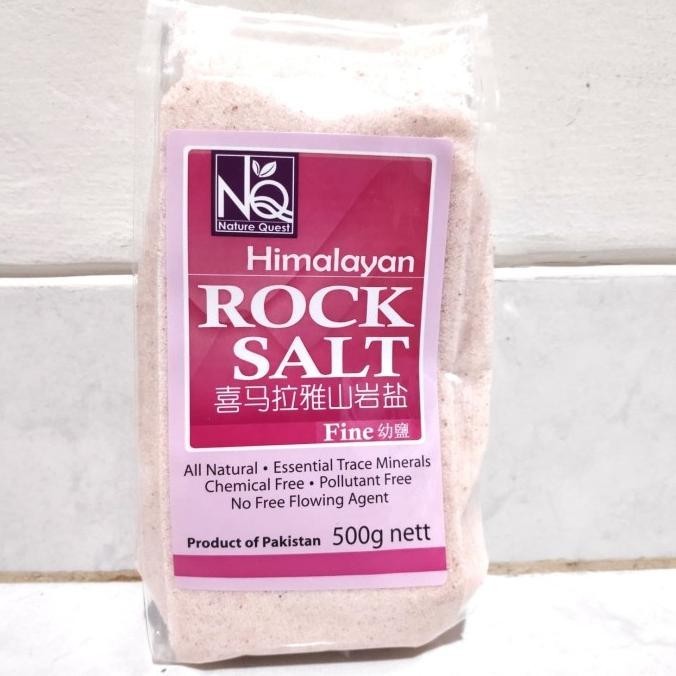 NQ
Nature Quest
Himalayan
ROCK
SALT
喜马拉雅山岩盐
Fine 幼鹽
All Natural • Essential Trace Minerals
Chemical Free • Pollutant Free
No Free Flowing Agent
Product of Pakistan 500g nett